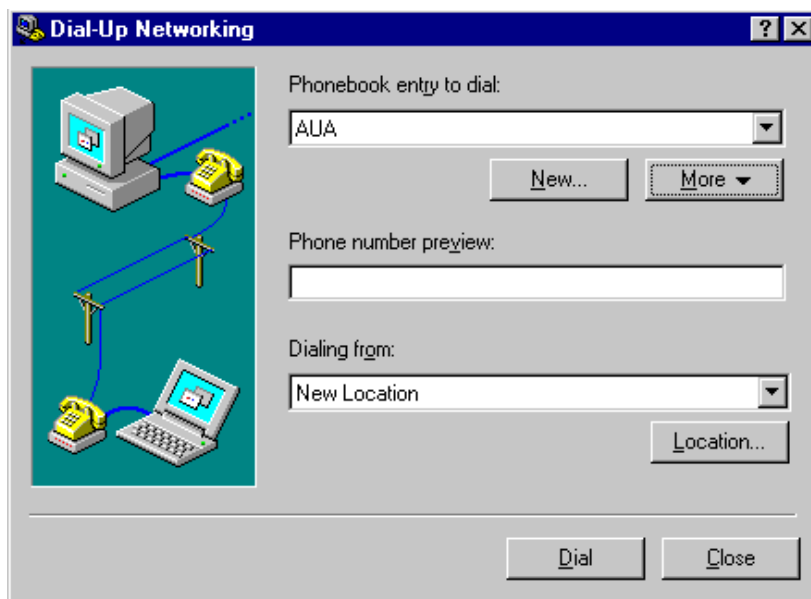 Dial-Up Networking
Phonebook entry to dial:
AUA
New... More
Phone number preview:
Dialing from:
New Location
Location...
Dial Close